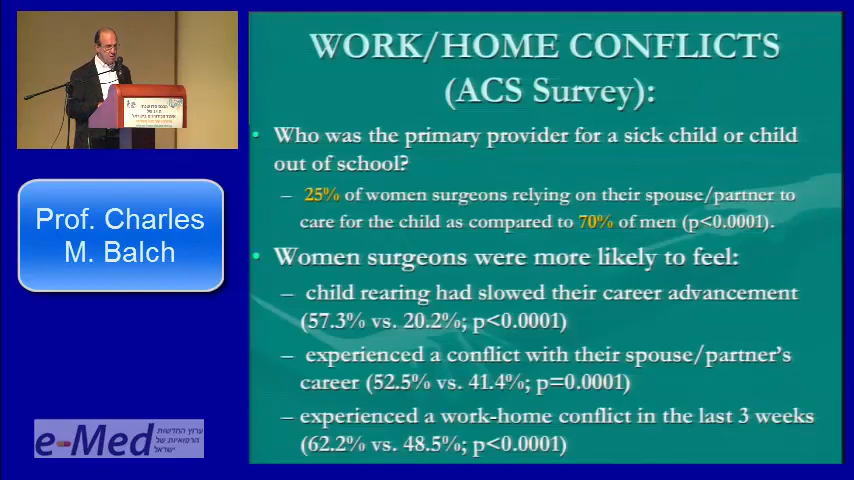 WORK/HOME CONFLICTS
(ACS Survey):
• Who was the primary provider for a sick child or child
out of school?
– 25% of women surgeons relying on their spouse/partner to
care for the child as compared to 70% of men (p<0.0001).
• Women surgeons were more likely to feel:
– child rearing had slowed their career advancement
(57.3% vs. 20.2%; p<0.0001)
– experienced a conflict with their spouse/partner's
career (52.5% vs. 41.4%; p=0.0001)
– experienced a work-home conflict in the last 3 weeks
(62.2% vs. 48.5%; p<0.0001)
Prof. Charles
M. Balch
e-Med
ערוץ החדשות
הרפואיות של
ישראל